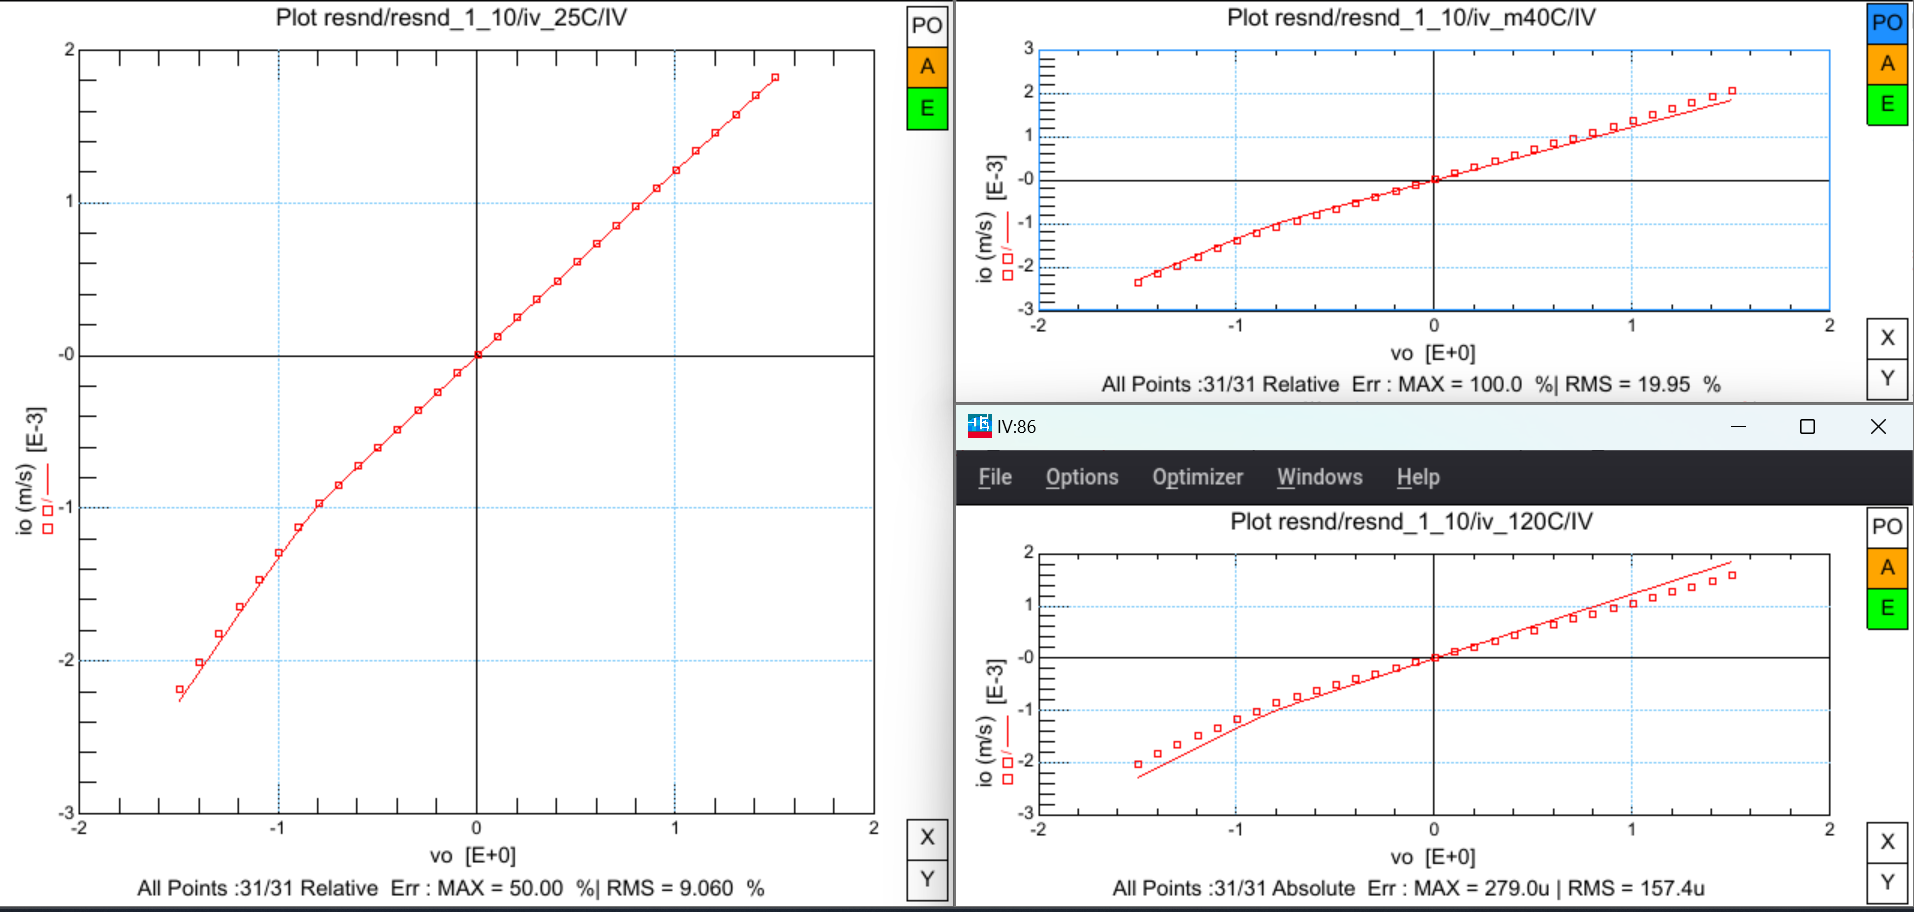 Plot resnd/resnd_1_10/iv_25C/IV
PO
A
E
2
1
-0
-1
-2
-3
io (m/s) [E-3]
-2
-1
0
1
2
vo [E+0]
X
Y
All Points :31/31 Relative Err : MAX = 50.00 %| RMS = 9.060 %
Plot resnd/resnd_1_10/iv_m40C/IV
PO
A
E
3
2
1
-0
-1
-2
-3
io (m/s) [E-3]
-2
-1
0
1
2
vo [E+0]
X
Y
All Points :31/31 Relative Err : MAX = 100.0 %| RMS = 19.95 %
IV:86
File Options Optimizer Windows Help
Plot resnd/resnd_1_10/iv_120C/IV
PO
A
E
2
1
-0
-1
-2
-3
io (m/s) [E-3]
-2
-1
0
1
2
vo [E+0]
X
Y
All Points :31/31 Absolute Err : MAX = 279.0u | RMS = 157.4u